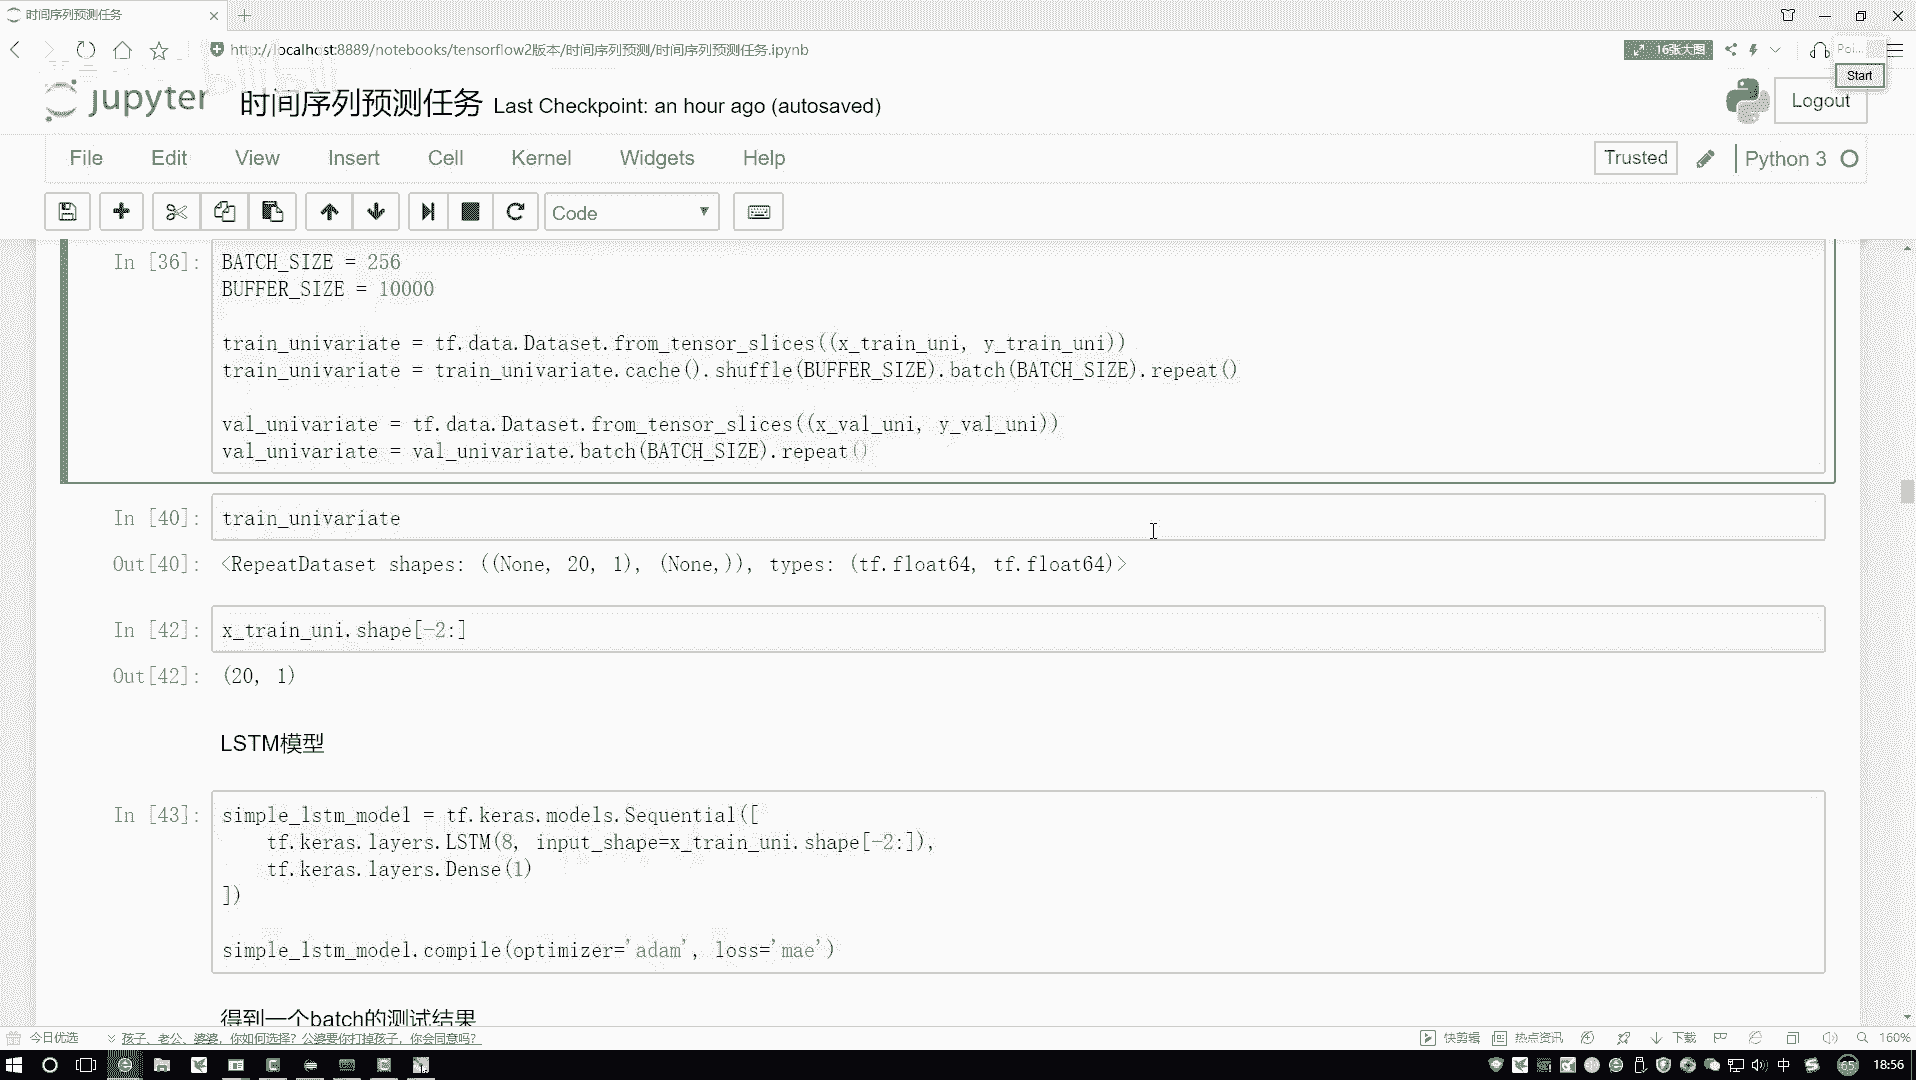 时间序列预测任务
http://localhost:8889/notebooks/tensorflow2版本/时间序列预测/时间序列预测任务.ipynb
16张大图
Poi...
Start
jupyter 时间序列预测任务 Last Checkpoint: an hour ago (autosaved)
Logout
File Edit View Insert Cell Kernel Widgets Help
Trusted
Python 3
Code
In [36]: BATCH_SIZE = 256
BUFFER_SIZE = 10000
train_univariate = tf.data.Dataset.from_tensor_slices((x_train_uni, y_train_uni))
train_univariate = train_univariate.cache().shuffle(BUFFER_SIZE).batch(BATCH_SIZE).repeat()
val_univariate = tf.data.Dataset.from_tensor_slices((x_val_uni, y_val_uni))
val_univariate = val_univariate.batch(BATCH_SIZE).repeat()
In [40]: train_univariate
Out[40]: <RepeatDataset shapes: ((None, 20, 1), (None,)), types: (tf.float64, tf.float64)>
In [42]: x_train_uni.shape[-2:]
Out[42]: (20, 1)
LSTM模型
In [43]: simple_lstm_model = tf.keras.models.Sequential([
tf.keras.layers.LSTM(8, input_shape=x_train_uni.shape[-2:]),
tf.keras.layers.Dense(1)
])
simple_lstm_model.compile(optimizer='adam', loss='mae')
得到一个batch的测试结果
今日优选
孩子、老公、婆婆，你如何选择？公婆要你打掉孩子，你会同意吗？
快剪辑
热点资讯
下载
160%
中
65
18:56